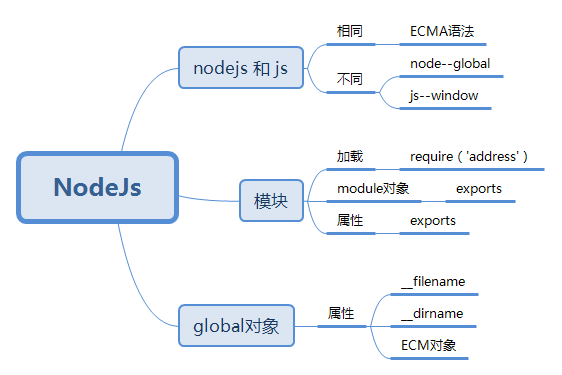 NodeJs
nodejs 和 js
相同
ECMA语法
不同
node--global
js--window
模块
加载
require（'address'）
module对象
exports
属性
exports
global对象
属性
__filename
__dirname
ECM对象